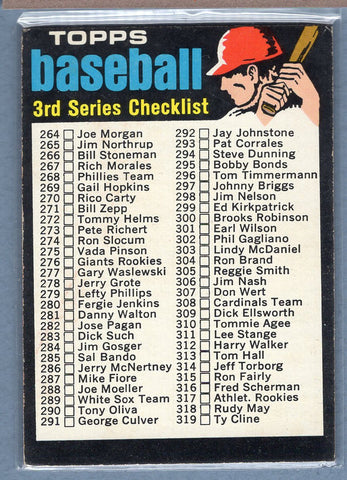 TOPPS
baseball
3rd Series Checklist
264 Joe Morgan
265 Jim Northrup
266 Bill Stoneman
267 Rich Morales
268 Phillies Team
269 Gail Hopkins
270 Rico Carty
271 Bill Zepp
272 Tommy Helms
273 Pete Richert
274 Ron Slocum
275 Vada Pinson
276 Giants Rookies
277 Gary Waslewski
278 Jerry Grote
279 Lefty Phillips
280 Fergie Jenkins
281 Danny Walton
282 Jose Pagan
283 Dick Such
284 Jim Gosger
285 Sal Bando
286 Jerry McNertney
287 Mike Fiore
288 Joe Moeller
289 White Sox Team
290 Tony Oliva
291 George Culver
292 Jay Johnstone
293 Pat Corrales
294 Steve Dunning
295 Bobby Bonds
296 Tom Timmermann
297 Johnny Briggs
298 Jim Nelson
299 Ed Kirkpatrick
300 Brooks Robinson
301 Earl Wilson
302 Phil Gagliano
303 Lindy McDaniel
304 Ron Brand
305 Reggie Smith
306 Jim Nash
307 Don Wert
308 Cardinals Team
309 Dick Ellsworth
310 Tommie Agee
311 Lee Stange
312 Harry Walker
313 Tom Hall
314 Jeff Torborg
315 Ron Fairly
316 Fred Scherman
317 Athlet. Rookies
318 Rudy May
319 Ty Cline